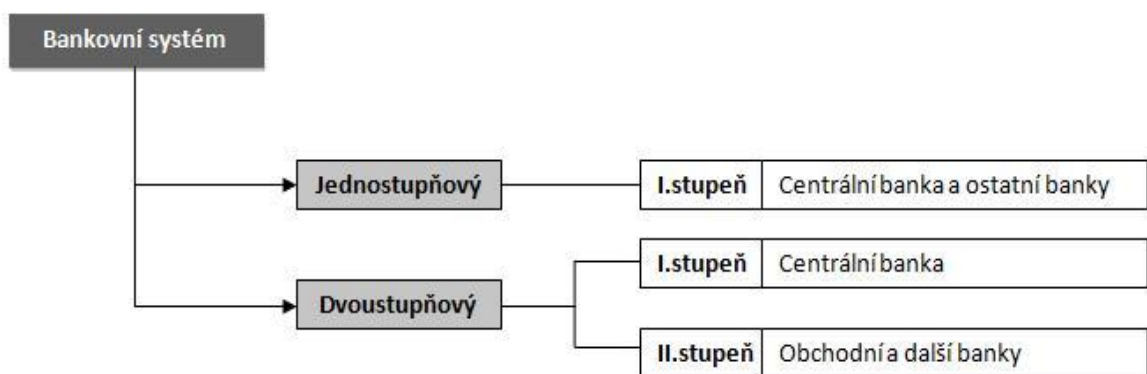 Bankovní systém
Jednostupňový
I.stupeň Centrální banka a ostatní banky
I.stupeň Centrální banka
Dvoustupňový
II.stupeň Obchodní a další banky